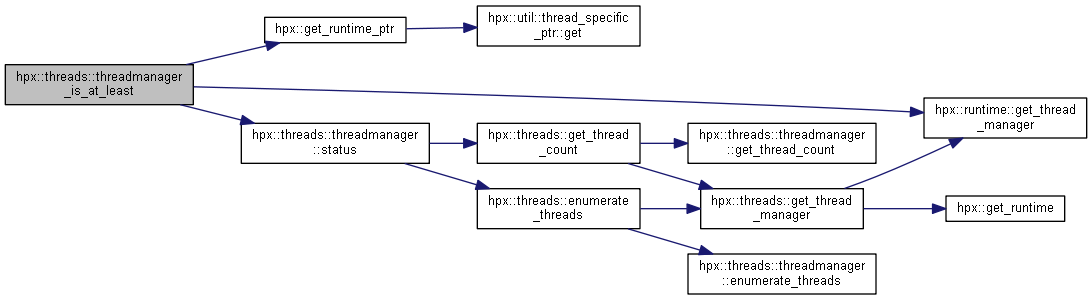 hpx::threads::threadmanager
_is_at_least
hpx::get_runtime_ptr
hpx::util::thread_specific
_ptr::get
hpx::threads::threadmanager
::status
hpx::threads::get_thread
_count
hpx::threads::threadmanager
::get_thread_count
hpx::runtime::get_thread
_manager
hpx::threads::enumerate
_threads
hpx::threads::get_thread
_manager
hpx::get_runtime
hpx::threads::threadmanager
::enumerate_threads